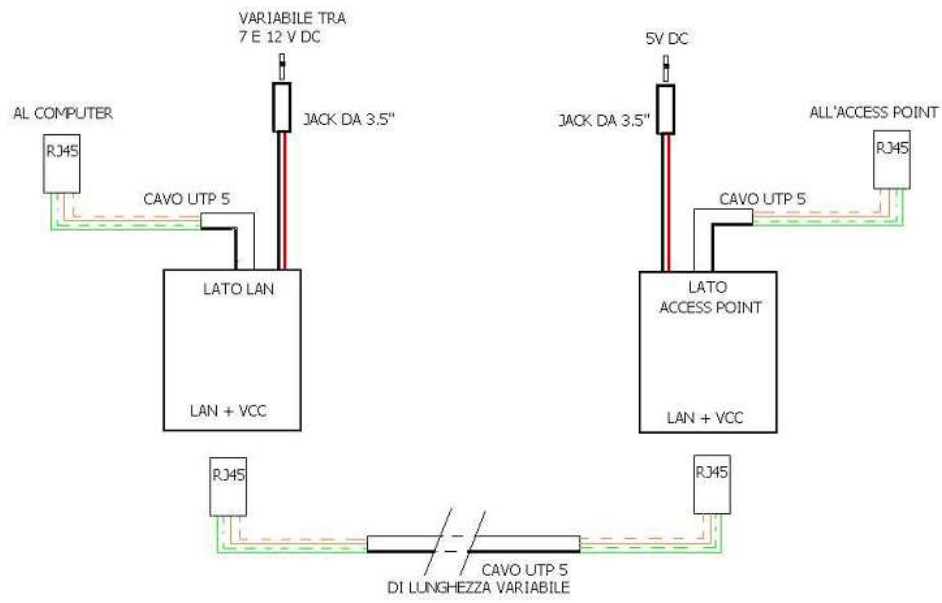 VARIABILE TRA
7 E 12 V DC
5V DC
AL COMPUTER
JACK DA 3.5"
JACK DA 3.5"
ALL'ACCESS POINT
RJ45
RJ45
CAVO UTP 5
CAVO UTP 5
LATO LAN
LATO
ACCESS POINT
LAN + VCC
LAN + VCC
RJ45
RJ45
CAVO UTP 5
DI LUNGHEZZA VARIABILE